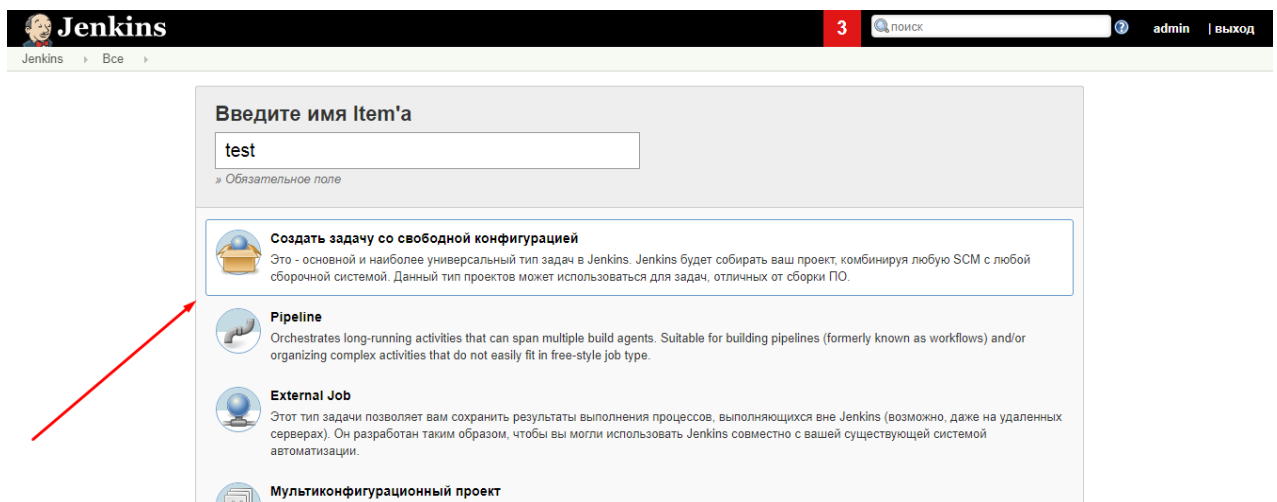 Jenkins
3
поиск
admin
| выход
Jenkins
Все
Введите имя Item'а
test
» Обязательное поле
Создать задачу со свободной конфигурацией
Это - основной и наиболее универсальный тип задач в Jenkins. Jenkins будет собирать ваш проект, комбинируя любую SCM с любой
сборочной системой. Данный тип проектов может использоваться для задач, отличных от сборки ПО.
Pipeline
Orchestrates long-running activities that can span multiple build agents. Suitable for building pipelines (formerly known as workflows) and/or
organizing complex activities that do not easily fit in free-style job type.
External Job
Этот тип задачи позволяет вам сохранить результаты выполнения процессов, выполняющихся вне Jenkins (возможно, даже на удаленных
серверах). Он разработан таким образом, чтобы вы могли использовать Jenkins совместно с вашей существующей системой
автоматизации.
Мультиконфигурационный проект